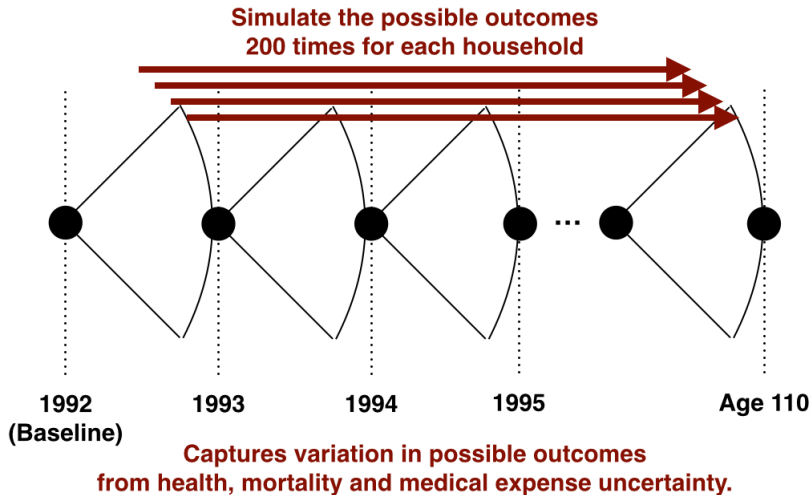 Simulate the possible outcomes
200 times for each household
...
1992
(Baseline)
1993
1994
1995
Age 110
Captures variation in possible outcomes
from health, mortality and medical expense uncertainty.